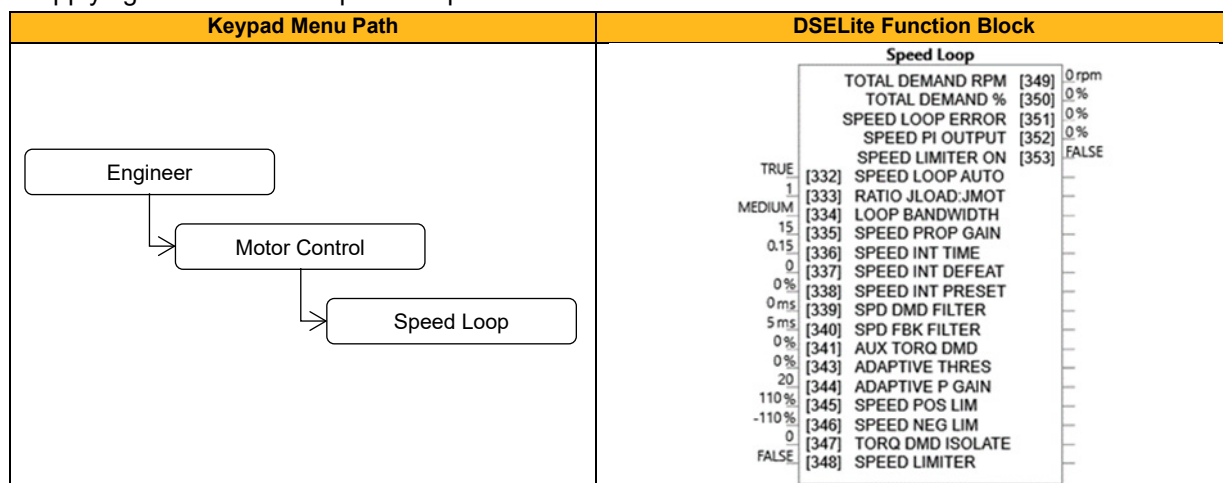 Keypad Menu Path
DSELite Function Block
Engineer
Motor Control
Speed Loop
Speed Loop
TOTAL DEMAND RPM [349] 0 rpm
TOTAL DEMAND % [350] 0 %
SPEED LOOP ERROR [351] 0 %
SPEED PI OUTPUT [352] 0 %
SPEED LIMITER ON [353] FALSE
TRUE [332] SPEED LOOP AUTO
1 [333] RATIO JLOAD:JMOT
MEDIUM [334] LOOP BANDWIDTH
15 [335] SPEED PROP GAIN
0.15 [336] SPEED INT TIME
0 [337] SPEED INT DEFEAT
0 % [338] SPEED INT PRESET
0 ms [339] SPD DMD FILTER
5 ms [340] SPD FBK FILTER
0 % [341] AUX TORQ DMD
0 % [343] ADAPTIVE THRES
20 [344] ADAPTIVE P GAIN
110 % [345] SPEED POS LIM
-110 % [346] SPEED NEG LIM
0 [347] TORQ DMD ISOLATE
FALSE [348] SPEED LIMITER